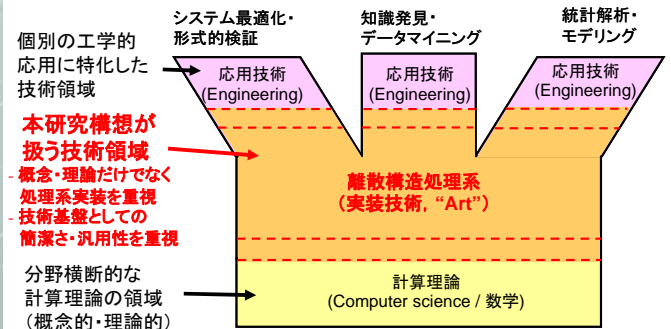 システム最適化・
形式的検証
知識発見・
データマイニング
統計解析・
モデリング
個別の工学的
応用に特化した
技術領域
応用技術
(Engineering)
応用技術
(Engineering)
応用技術
(Engineering)
本研究構想が
扱う技術領域
- 概念・理論だけでなく
処理系実装を重視
- 技術基盤としての
簡潔さ・汎用性を重視
離散構造処理系
(実装技術, “Art”)
分野横断的な
計算理論の領域
(概念的・理論的)
計算理論
(Computer science / 数学)